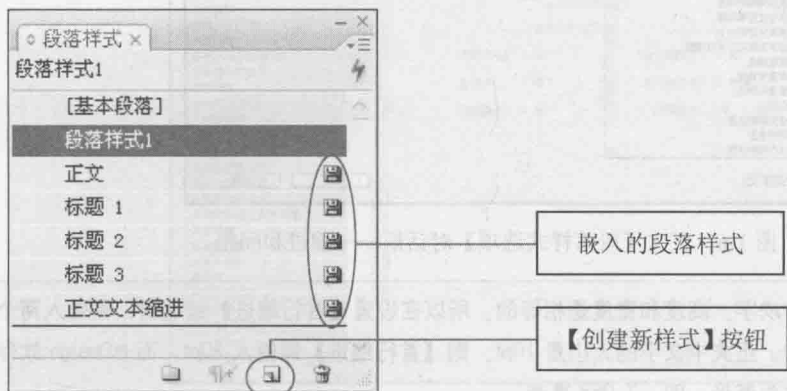 段落样式
段落样式1
[基本段落]
段落样式1
正文
标题 1
标题 2
标题 3
正文文本缩进
嵌入的段落样式
【创建新样式】按钮